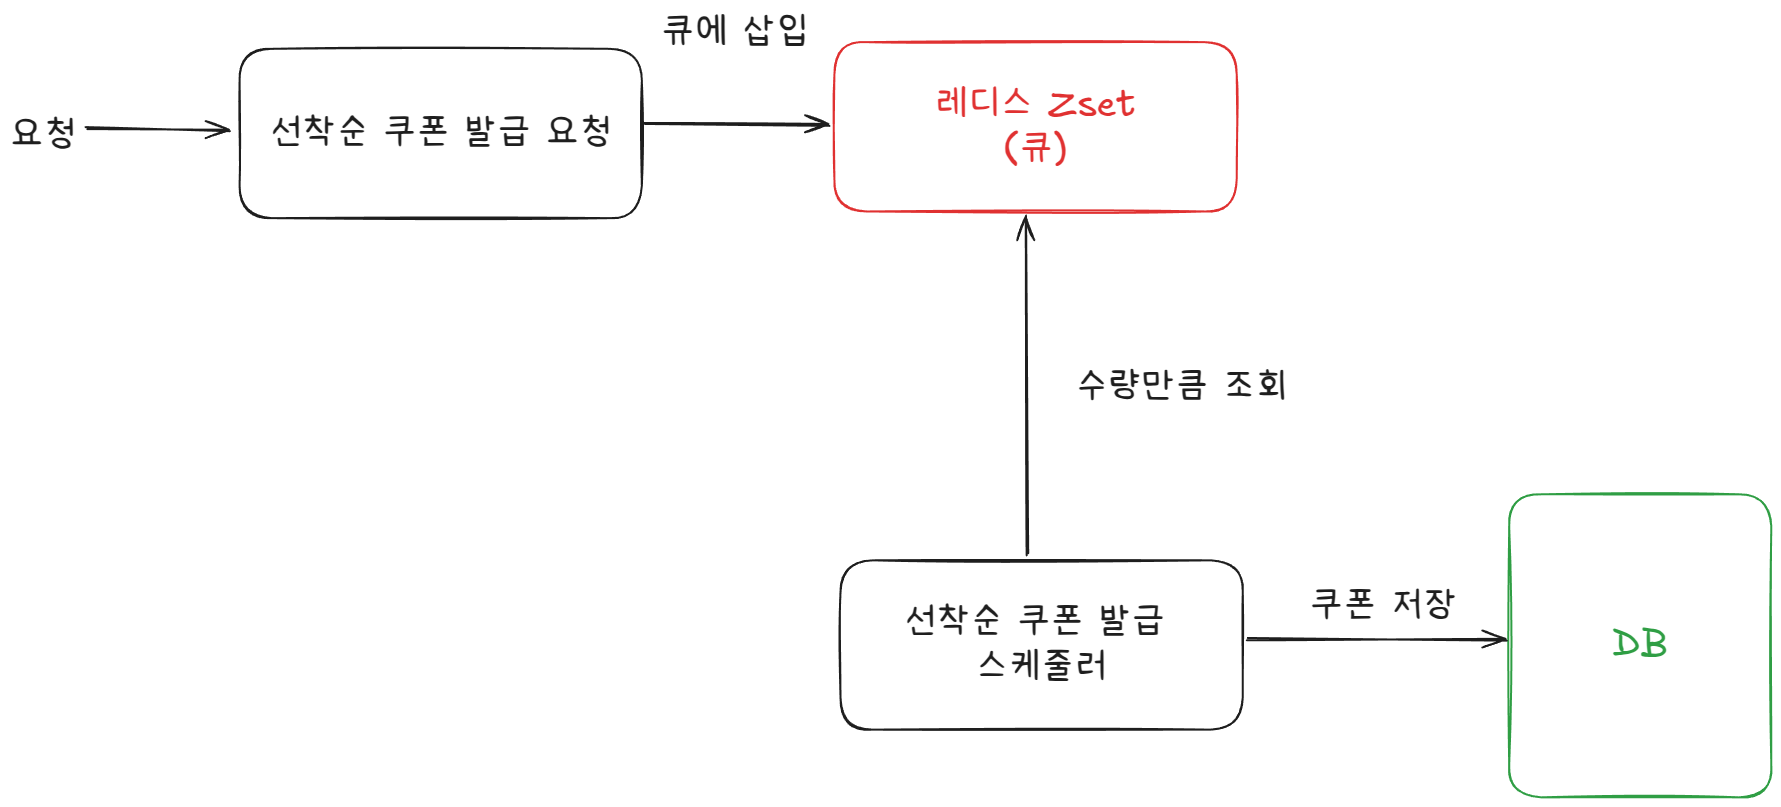 큐에 삽입
요청
선착순 쿠폰 발급 요청
레디스 Zset
(큐)
수량만큼 조회
선착순 쿠폰 발급
스케줄러
쿠폰 저장
DB